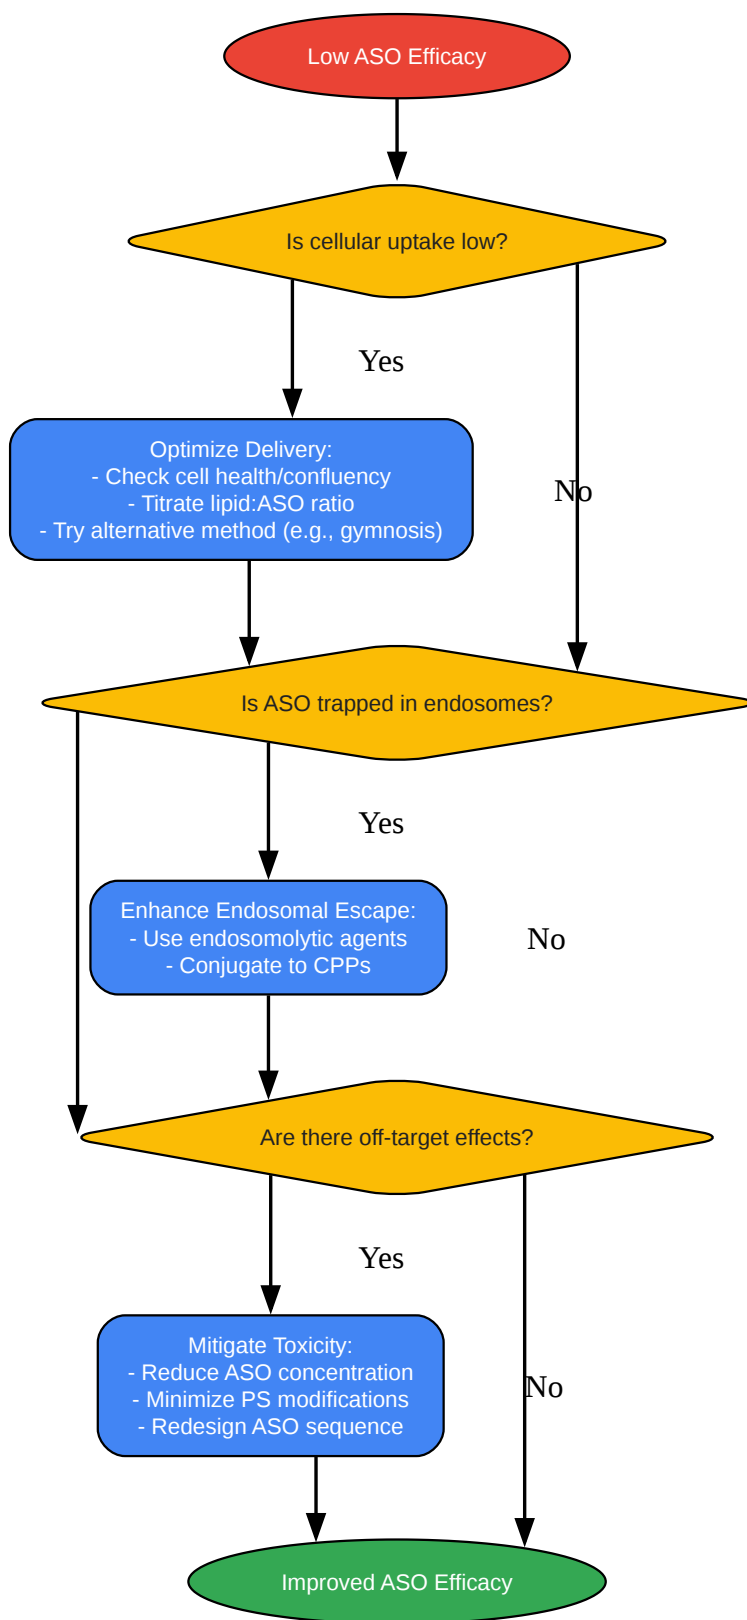 Low ASO Efficacy
Is cellular uptake low?
Yes
Optimize Delivery:
- Check cell health/confluency
- Titrate lipid:ASO ratio
- Try alternative method (e.g., gymnosis)
No
Is ASO trapped in endosomes?
Yes
Enhance Endosomal Escape:
- Use endosomolytic agents
- Conjugate to CPPs
No
Are there off-target effects?
Yes
Mitigate Toxicity:
- Reduce ASO concentration
- Minimize PS modifications
- Redesign ASO sequence
No
Improved ASO Efficacy